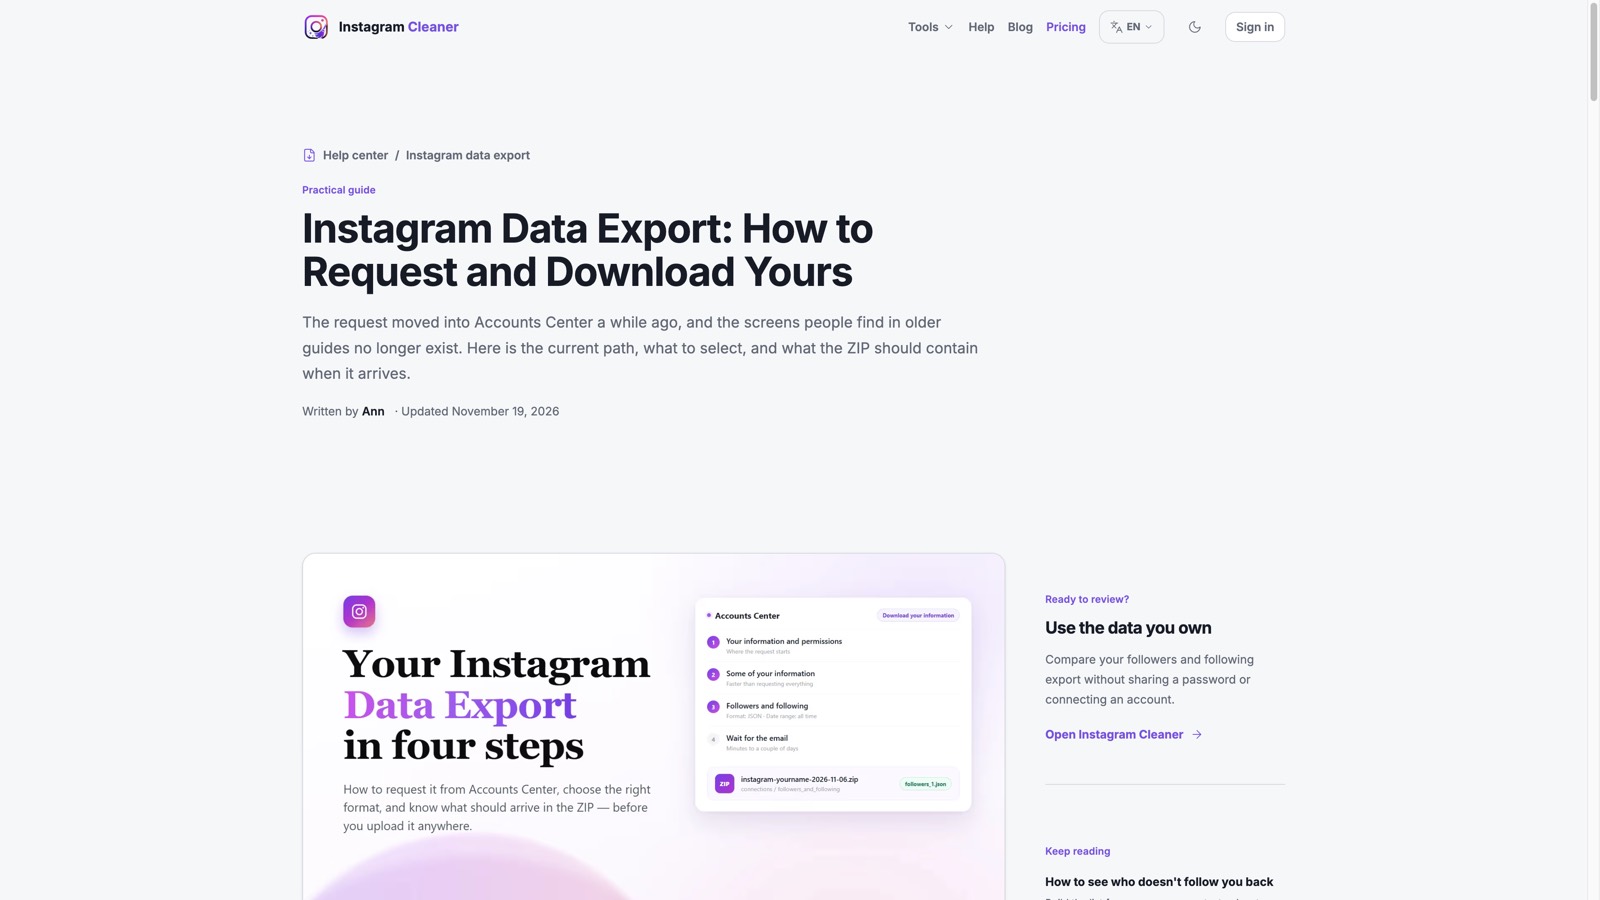 Instagram Cleaner
Tools
Help
Blog
Pricing
EN
Sign in
Help center / Instagram data export
Practical guide
Instagram Data Export: How to
Request and Download Yours
The request moved into Accounts Center a while ago, and the screens people find in older
guides no longer exist. Here is the current path, what to select, and what the ZIP should contain
when it arrives.
Written by Ann · Updated November 19, 2026
Your Instagram
Data Export
in four steps
How to request it from Accounts Center, choose the right
format, and know what should arrive in the ZIP — before
you upload it anywhere.
Accounts Center
Download your information
1 Your information and permissions
Where the request starts
2 Some of your information
Faster than requesting everything
3 Followers and following
Format: JSON · Date range: all time
4 Wait for the email
Minutes to a couple of days
ZIP
instagram-yourname-2026-11-06.zip
connections / followers_and_following
followers_1.json
Ready to review?
Use the data you own
Compare your followers and following
export without sharing a password or
connecting an account.
Open Instagram Cleaner →
Keep reading
How to see who doesn't follow you back